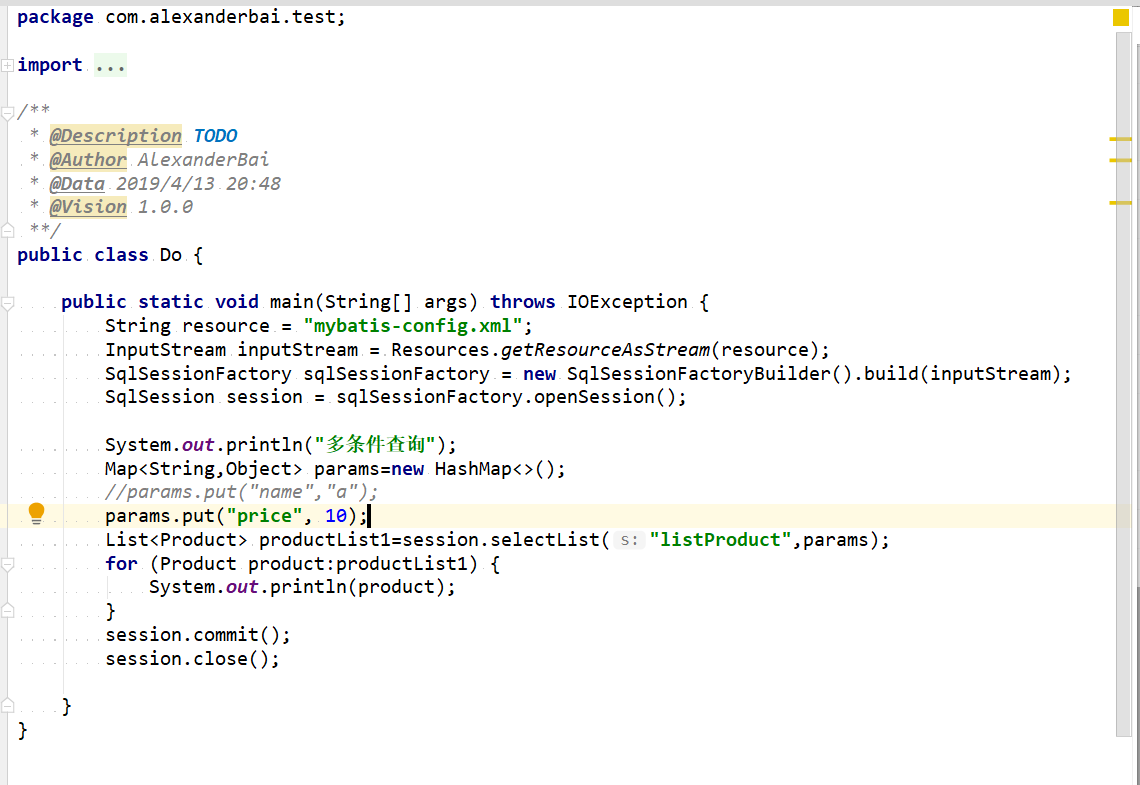 package com.alexanderbai.test;
import ...
/**
 * @Description TODO
 * @Author AlexanderBai
 * @Data 2019/4/13 20:48
 * @Vision 1.0.0
 **/
public class Do {
    public static void main(String[] args) throws IOException {
        String resource = "mybatis-config.xml";
        InputStream inputStream = Resources.getResourceAsStream(resource);
        SqlSessionFactory sqlSessionFactory = new SqlSessionFactoryBuilder().build(inputStream);
        SqlSession session = sqlSessionFactory.openSession();
        System.out.println("多条件查询");
        Map<String,Object> params=new HashMap<>();
        //params.put("name","a");
        params.put("price", 10);
        List<Product> productList1=session.selectList( s: "listProduct",params);
        for (Product product:productList1) {
            System.out.println(product);
        }
        session.commit();
        session.close();
    }
}